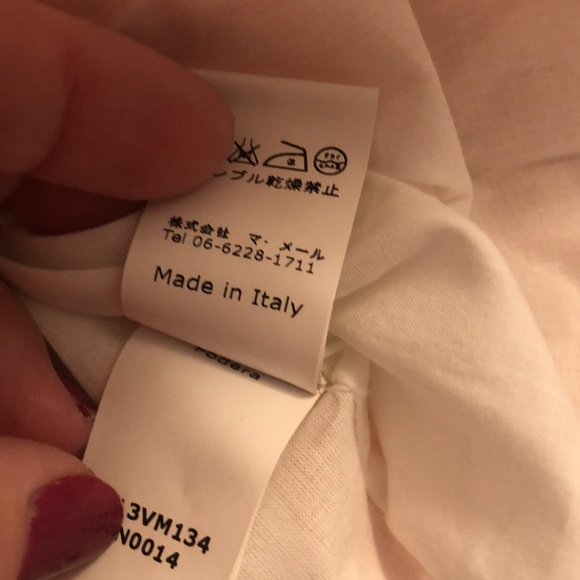 ンブル乾燥禁止
株式会社 マ．メール
Tel 06-6228-1711
Made in Italy
Fodera
3VM134
N0014